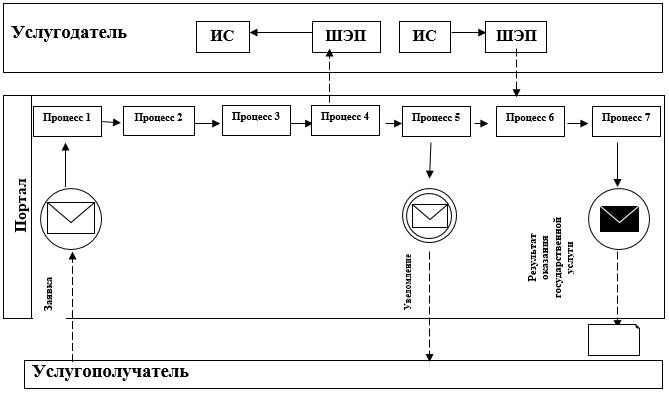 Услугодатель
ИС
ШЭП
ИС
ШЭП
Портал
Процесс 1
Процесс 2
Процесс 3
Процесс 4
Процесс 5
Процесс 6
Процесс 7
Заявка
Уведомление
Результат
оказания
государственной
услуги
Услугополучатель